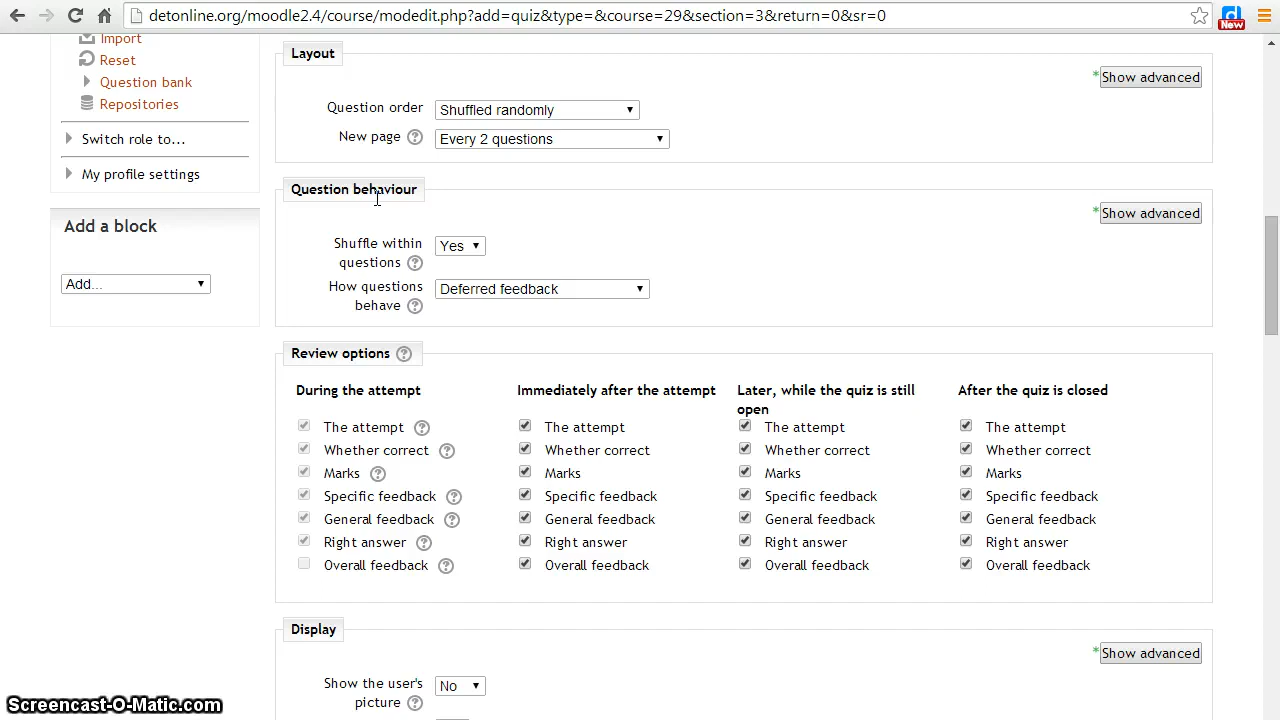 detonline.org/moodle2.4/course/modedit.php?add=quiz&type=&course=29&section=3&return=0&sr=0
d
New
Import
Reset
Question bank
Repositories
Switch role to...
My profile settings
Add a block
Add...
Layout
*Show advanced
Question order
Shuffled randomly
New page
Every 2 questions
Question behaviour
*Show advanced
Shuffle within
questions
Yes
How questions
behave
Deferred feedback
Review options
During the attempt
The attempt
Whether correct
Marks
Specific feedback
General feedback
Right answer
Overall feedback
Immediately after the attempt
The attempt
Whether correct
Marks
Specific feedback
General feedback
Right answer
Overall feedback
Later, while the quiz is still
open
The attempt
Whether correct
Marks
Specific feedback
General feedback
Right answer
Overall feedback
After the quiz is closed
The attempt
Whether correct
Marks
Specific feedback
General feedback
Right answer
Overall feedback
Display
*Show advanced
Show the user's
picture
No
Screencast-O-Matic.com